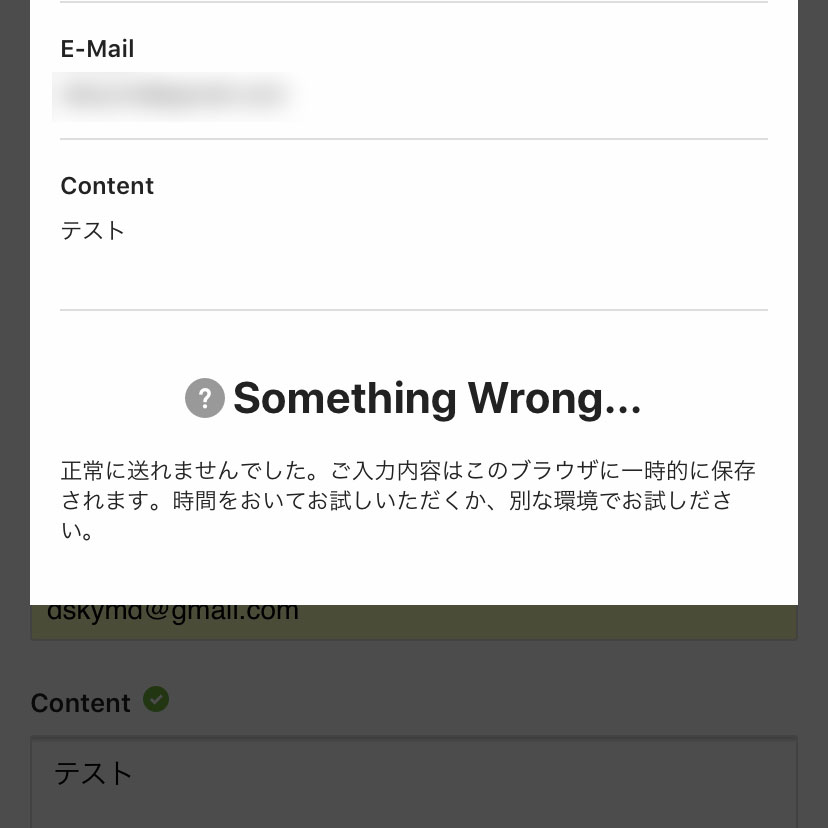 E-Mail
Content
テスト
? Something Wrong...
正常に送れませんでした。ご入力内容はこのブラウザに一時的に保存
されます。時間をおいてお試しいただくか、別な環境でお試しださ
い。
dskymd@gmail.com
Content
テスト